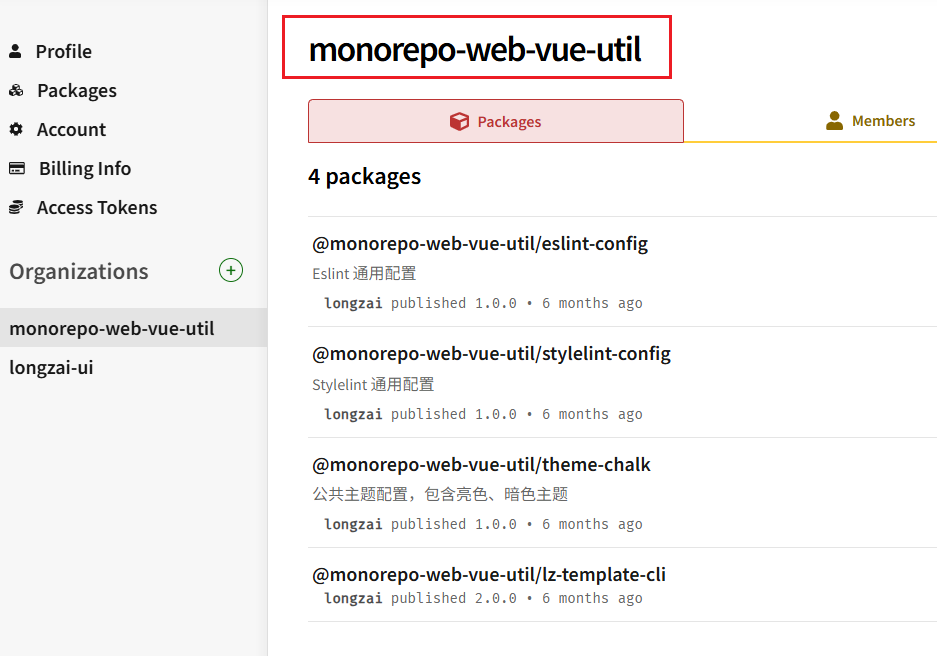 Profile
Packages
Account
Billing Info
Access Tokens
Organizations
monorepo-web-vue-util
longzai-ui
monorepo-web-vue-util
Packages
Members
4 packages
@monorepo-web-vue-util/eslint-config
Eslint 通用配置
longzai published 1.0.0 • 6 months ago
@monorepo-web-vue-util/stylelint-config
Stylelint 通用配置
longzai published 1.0.0 • 6 months ago
@monorepo-web-vue-util/theme-chalk
公共主题配置，包含亮色、暗色主题
longzai published 1.0.0 • 6 months ago
@monorepo-web-vue-util/lz-template-cli
longzai published 2.0.0 • 6 months ago